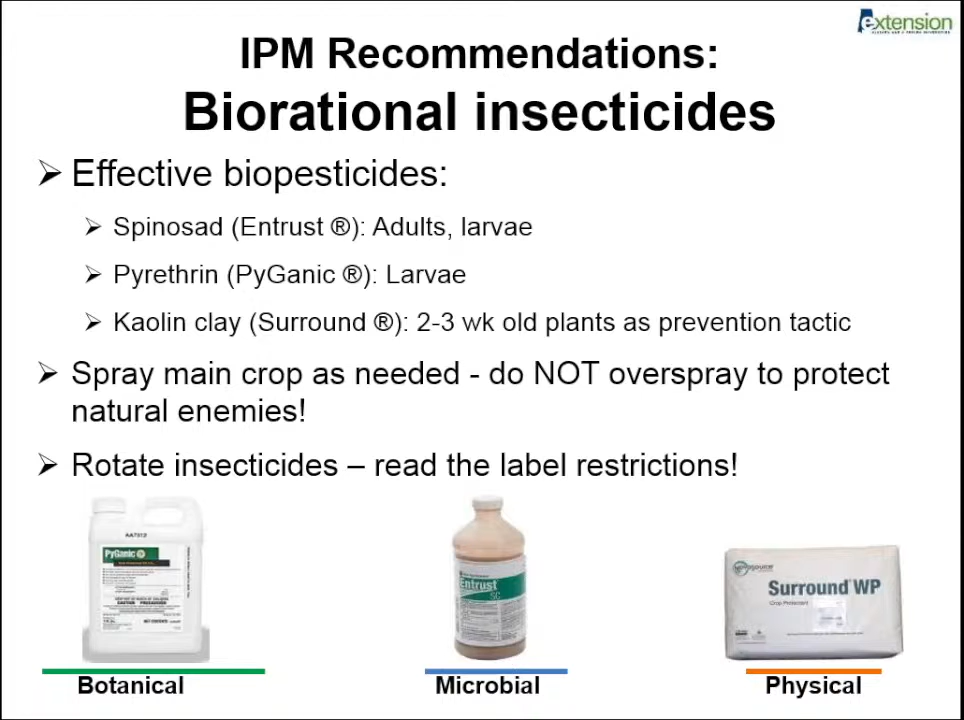 extension
IPM Recommendations:
Biorational insecticides
Effective biopesticides:
Spinosad (Entrust ®): Adults, larvae
Pyrethrin (PyGanic ®): Larvae
Kaolin clay (Surround ®): 2-3 wk old plants as prevention tactic
Spray main crop as needed - do NOT overspray to protect
natural enemies!
Rotate insecticides – read the label restrictions!
PyGanic
Entrust
SC
Surround® WP
Crop Protectant
Botanical
Microbial
Physical